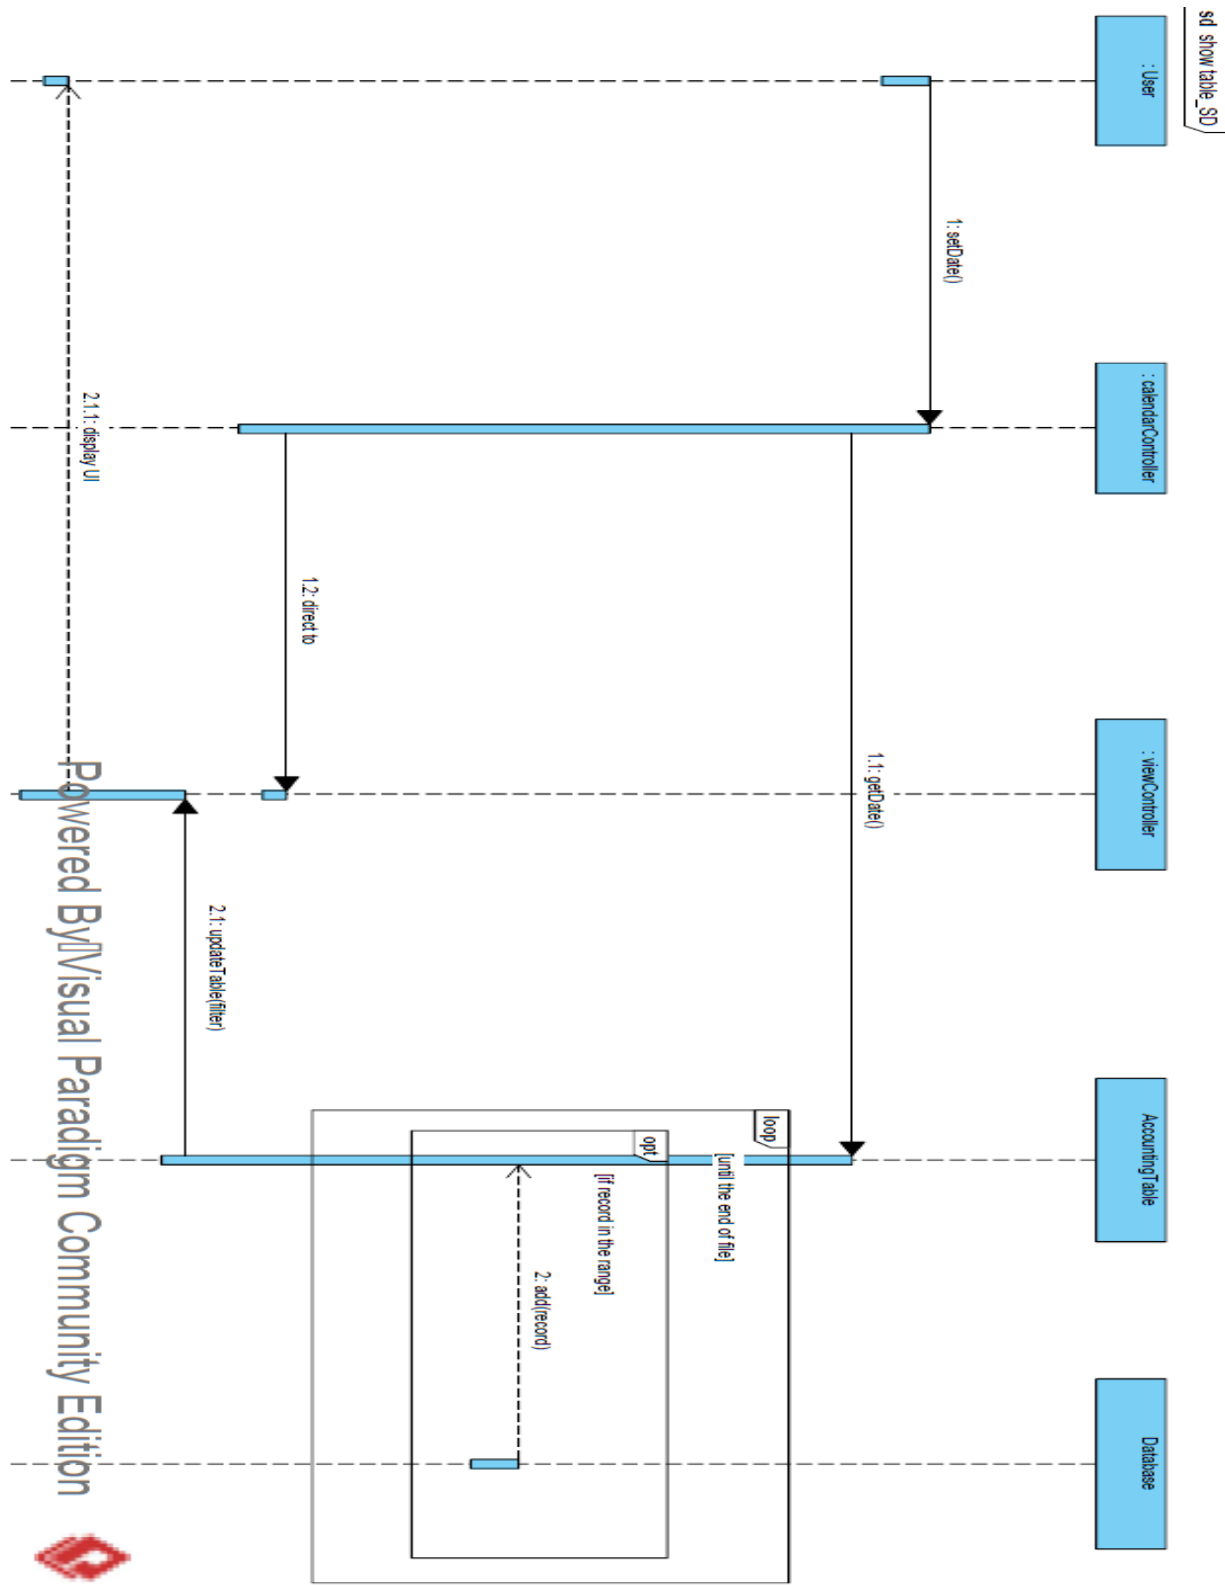 sd show table_SD
: User
: calendarController
: viewController
AccountingTable
Database
1: setDate()
1.1: getDate()
loop
[until the end of file]
opt
[if record in the range]
2: add(record)
1.2: direct to
2.1: updateTable(filter)
2.1.1: display UI
Powered By Visual Paradigm Community Edition